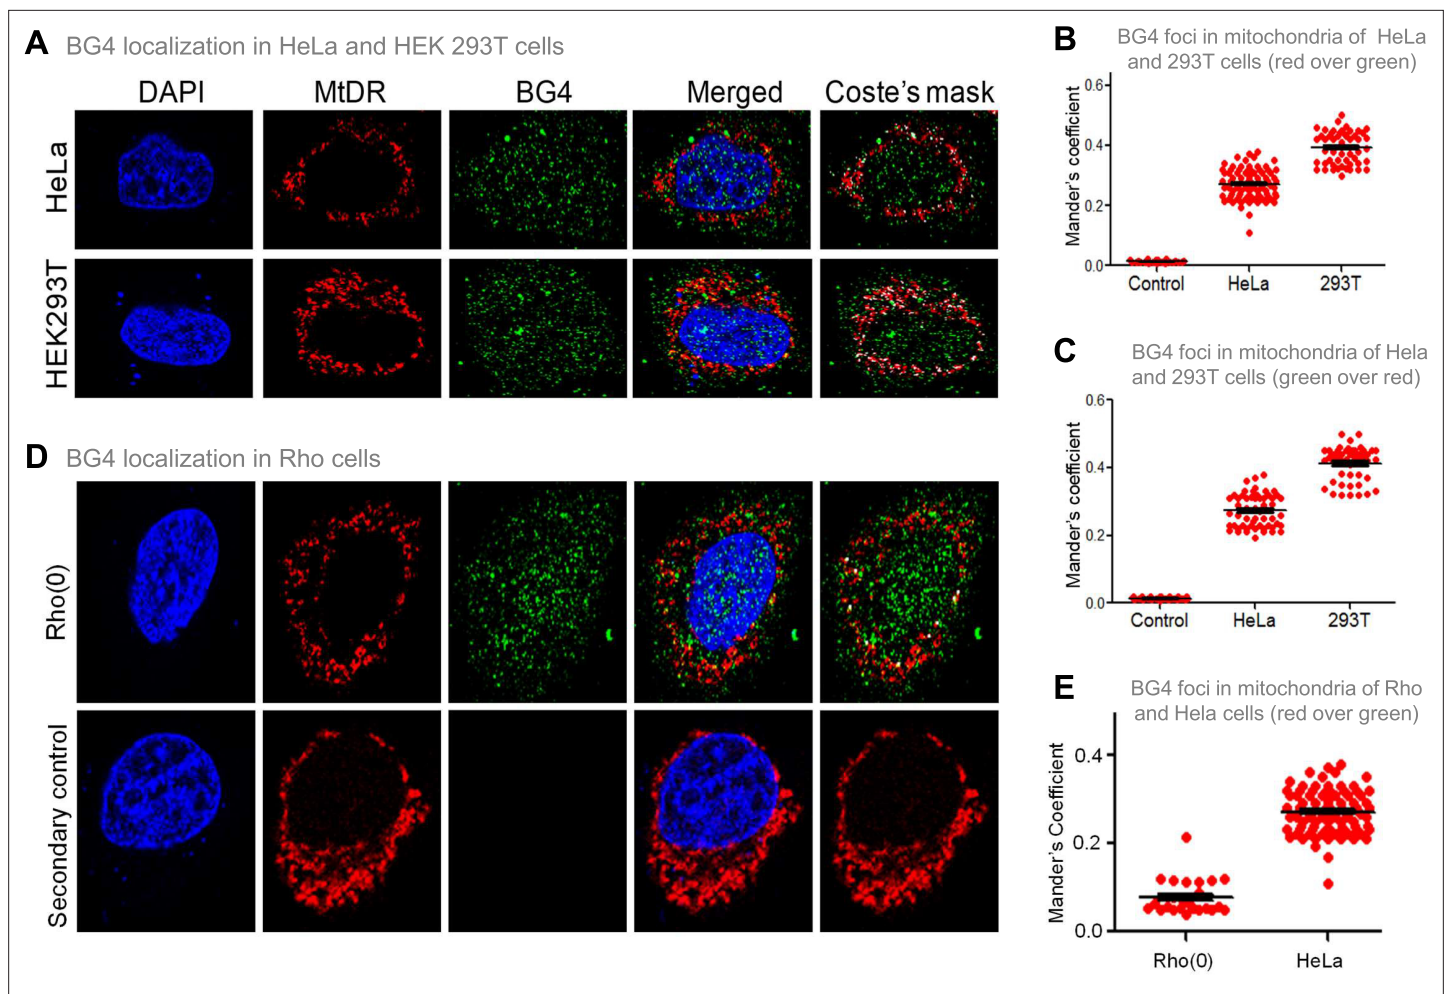 A BG4 localization in HeLa and HEK 293T cells
DAPI MtDR BG4 Merged Coste's mask
HeLa
HEK293T
D BG4 localization in Rho cells
Rho(0)
Secondary control
B BG4 foci in mitochondria of HeLa
and 293T cells (red over green)
Mander's coefficient
0.6
0.4
0.2
0.0
Control HeLa 293T
C BG4 foci in mitochondria of Hela
and 293T cells (green over red)
Mander's coefficient
0.6
0.4
0.2
0.0
Control HeLa 293T
E BG4 foci in mitochondria of Rho
and Hela cells (red over green)
Mander's Coefficient
0.4
0.2
0.0
Rho(0) HeLa